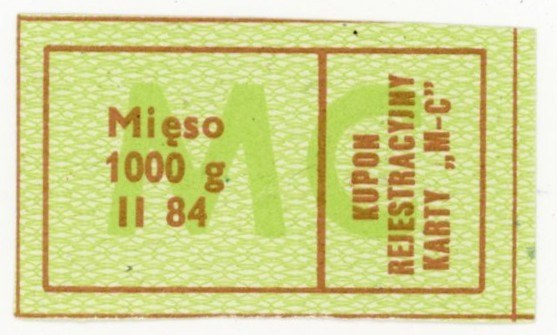 Mięso
1000 g
II 84
KUPON
REJESTRACYJNY
KARTY „M-C”
MC